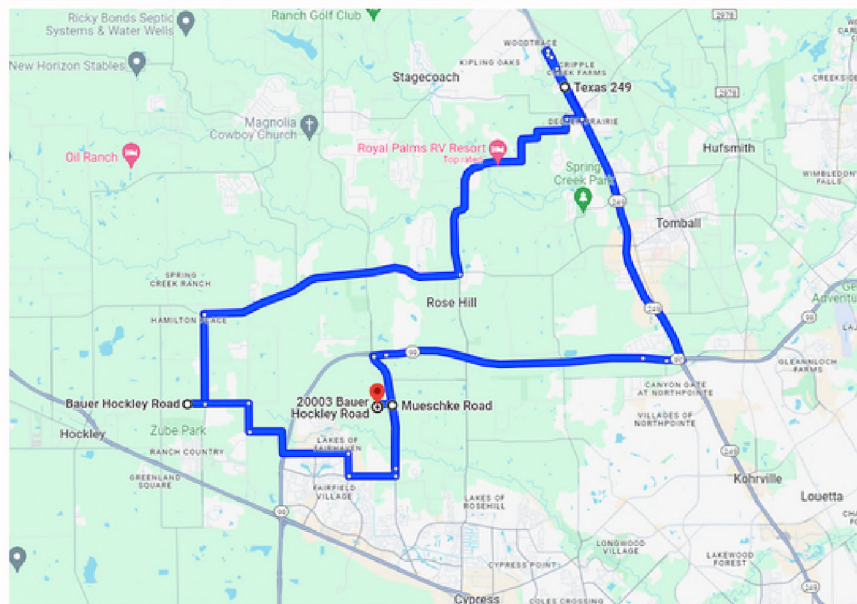 Ricky Bonds Septic
Systems & Water Wells
Ranch Golf Club
WOODTRACE
KIPLING OAKS
CRIPPLE
CREEK FARMS
2978
New Horizon Stables
Stagecoach
Texas 249
2978
CREEKSIDE
Magnolia
Cowboy Church
DECKER PRAIRIE
Hufsmith
Oil Ranch
Royal Palms RV Resort
Top rated
Spring
Creek Park
WIMBLEDON
FALLS
249
Tomball
SPRING
CREEK RANCH
Rose Hill
249
HAMILTON PLACE
99
99
GLEANNLOCH
FARMS
99
CANYON GATE
AT NORTHPOINTE
Bauer Hockley Road
20003 Bauer
Hockley Road
Mueschke Road
VILLAGES OF
NORTHPOINTE
Hockley
Zube Park
RANCH COUNTRY
LAKES OF
FAIRHAVEN
249
GREENLAND
SQUARE
FAIRFIELD
VILLAGE
Kohrville
LAKES OF
ROSEHILL
Louetta
99
LONGWOOD
VILLAGE
LAKEWOOD
FOREST
CYPRESS POINT
Cypress
COLES CROSSING